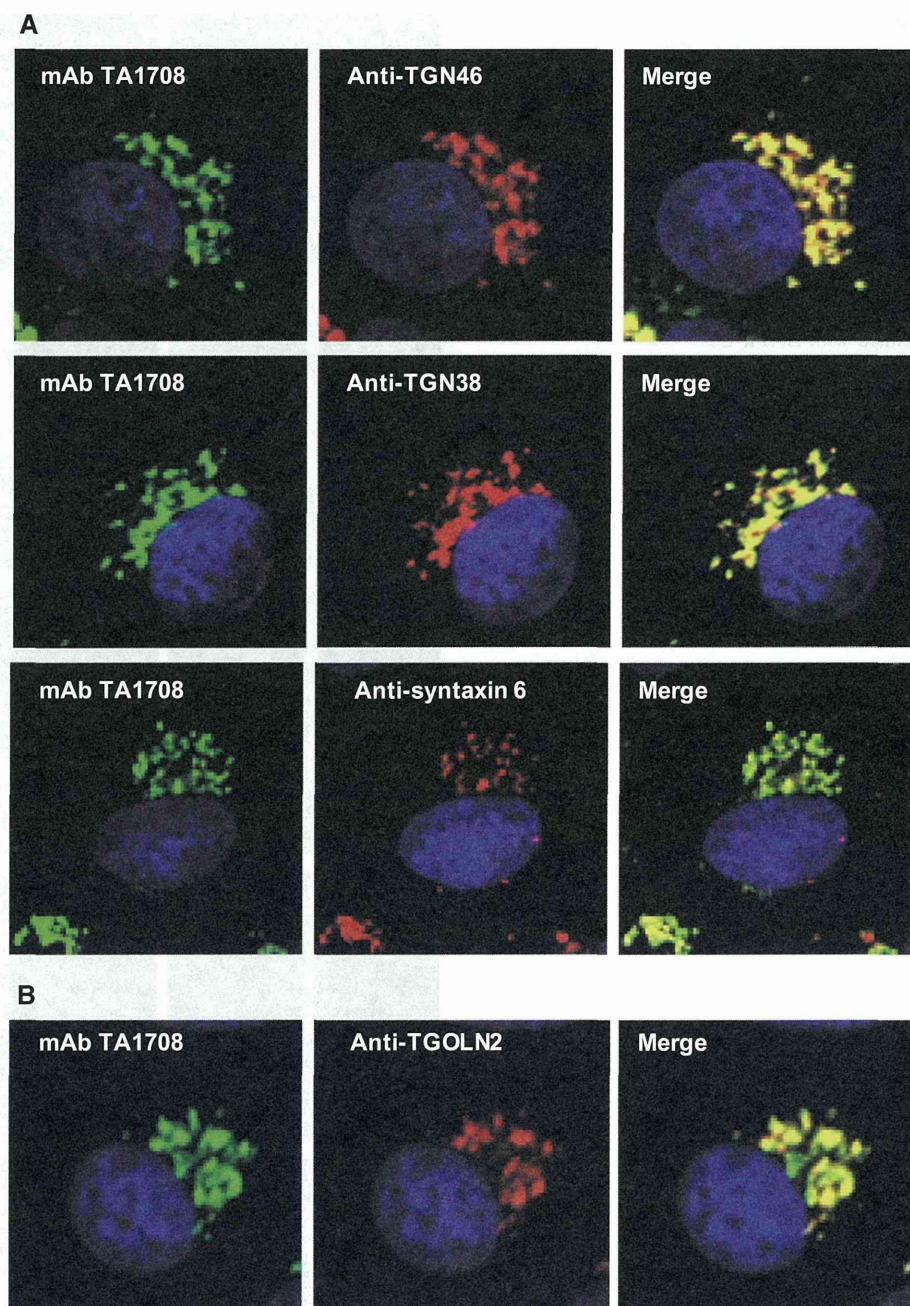 A
mAb TA1708 Anti-TGN46 Merge
mAb TA1708 Anti-TGN38 Merge
mAb TA1708 Anti-syntaxin 6 Merge
B
mAb TA1708 Anti-TGOLN2 Merge